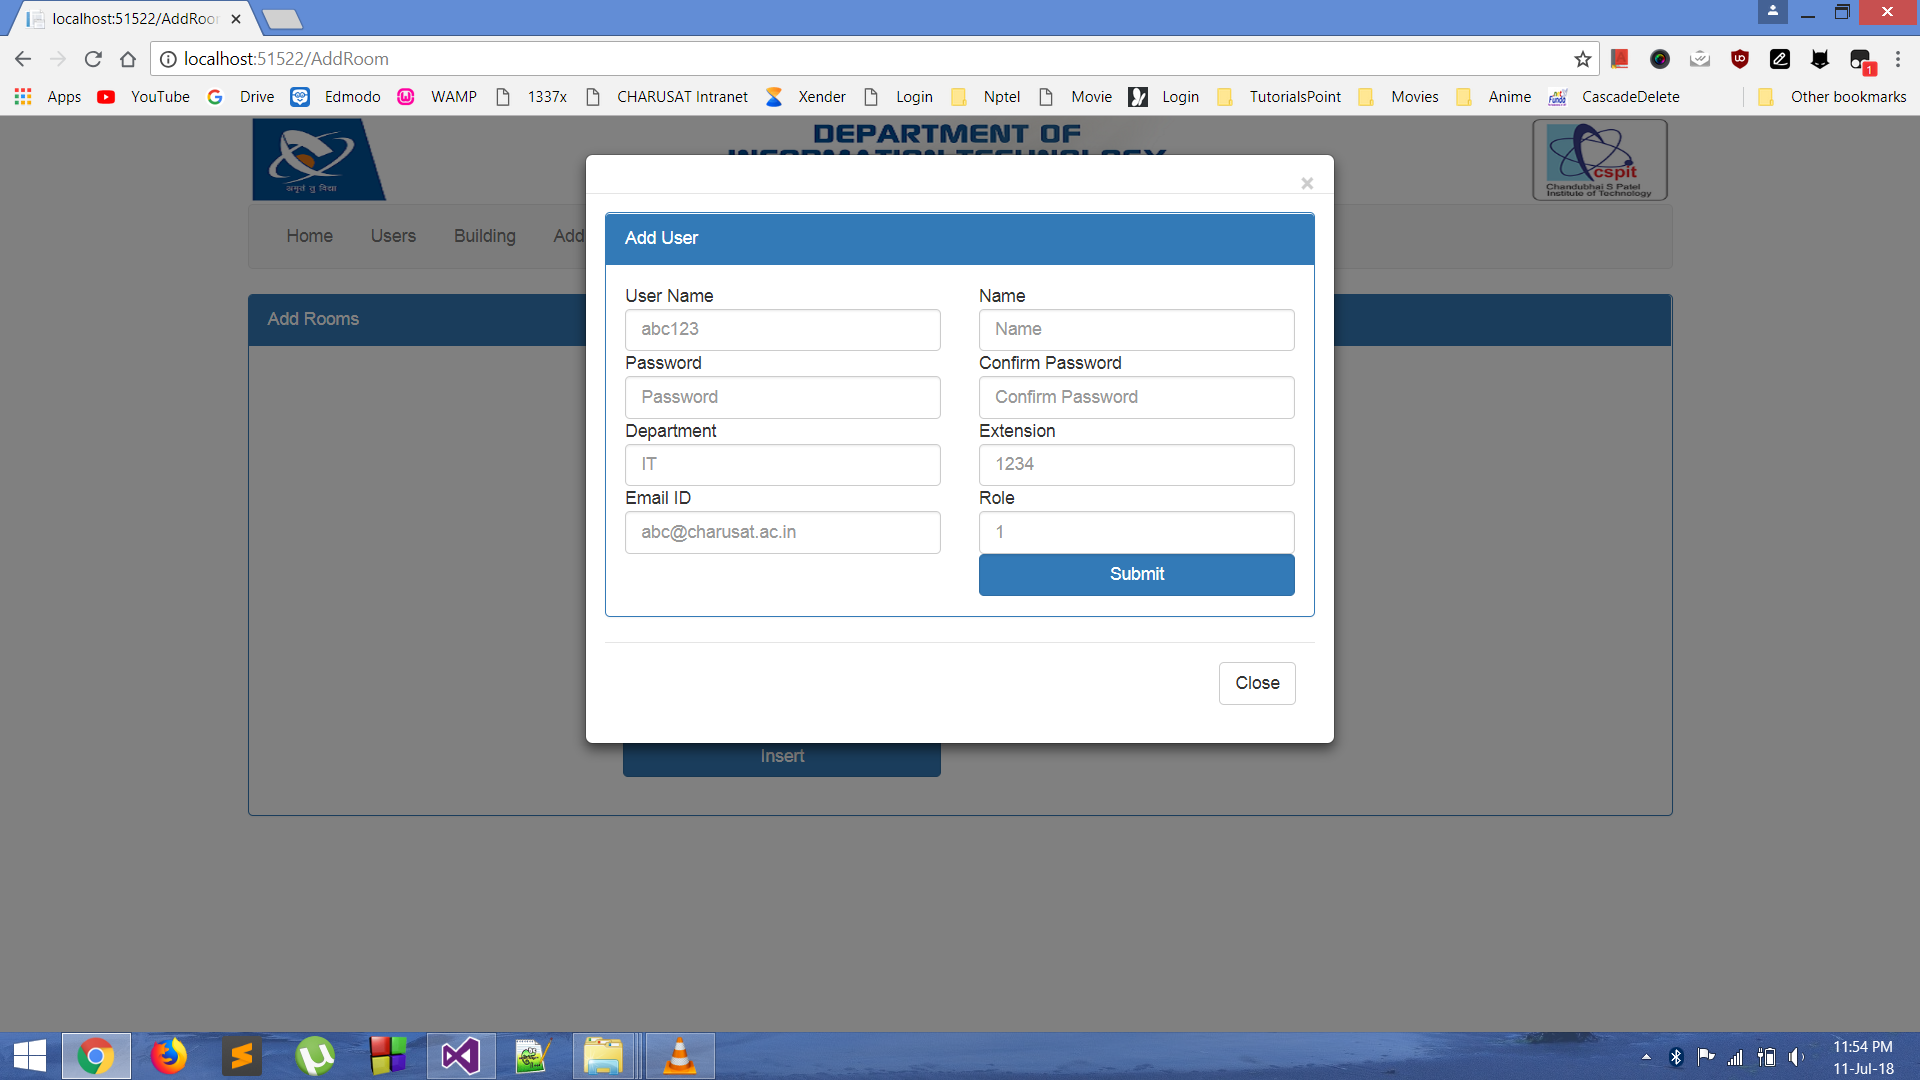 localhost:51522/AddRoo
localhost:51522/AddRoom
Apps YouTube Drive Edmodo WAMP 1337x CHARUSAT Intranet Xender Login Nptel Movie Login TutorialsPoint Movies Anime CascadeDelete Other bookmarks
1
DEPARTMENT OF
INFORMATION TECHNOLOGY
अमृतं तु विद्या
cspit
Chandubhai S Patel
Institute of Technology
×
Home Users Building Add
Add User
Add Rooms
User Name Name
abc123 Name
Password Confirm Password
Password Confirm Password
Department Extension
IT 1234
Email ID Role
abc@charusat.ac.in 1
Submit
Close
Insert
11:54 PM
11-Jul-18